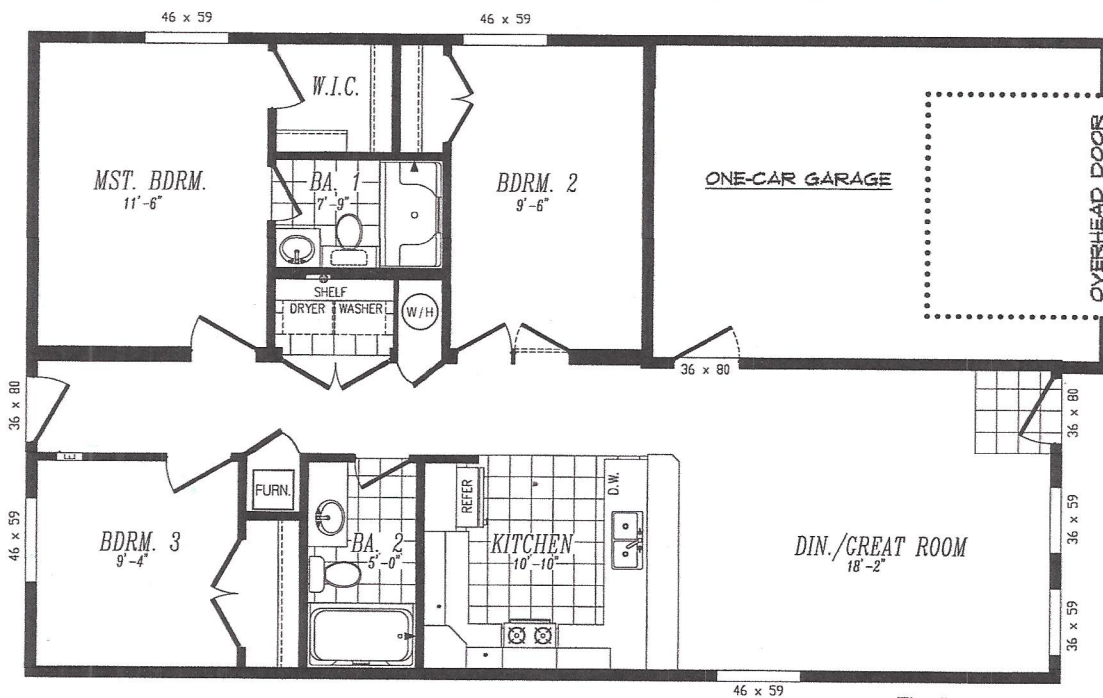 46 x 59
46 x 59
W.I.C.
MST. BDRM.
11'-6"
BA. 1
7'-9"
BDRM. 2
9'-6"
ONE-CAR GARAGE
OVERHEAD DOOR
SHELF
DRYER
WASHER
W/H
36 x 80
36 x 80
36 x 80
E
FURN.
REFER
D.W.
46 x 59
BDRM. 3
9'-4"
BA. 2
5'-0"
KITCHEN
10'-10"
DIN./GREAT ROOM
18'-2"
36 x 59
36 x 59
46 x 59